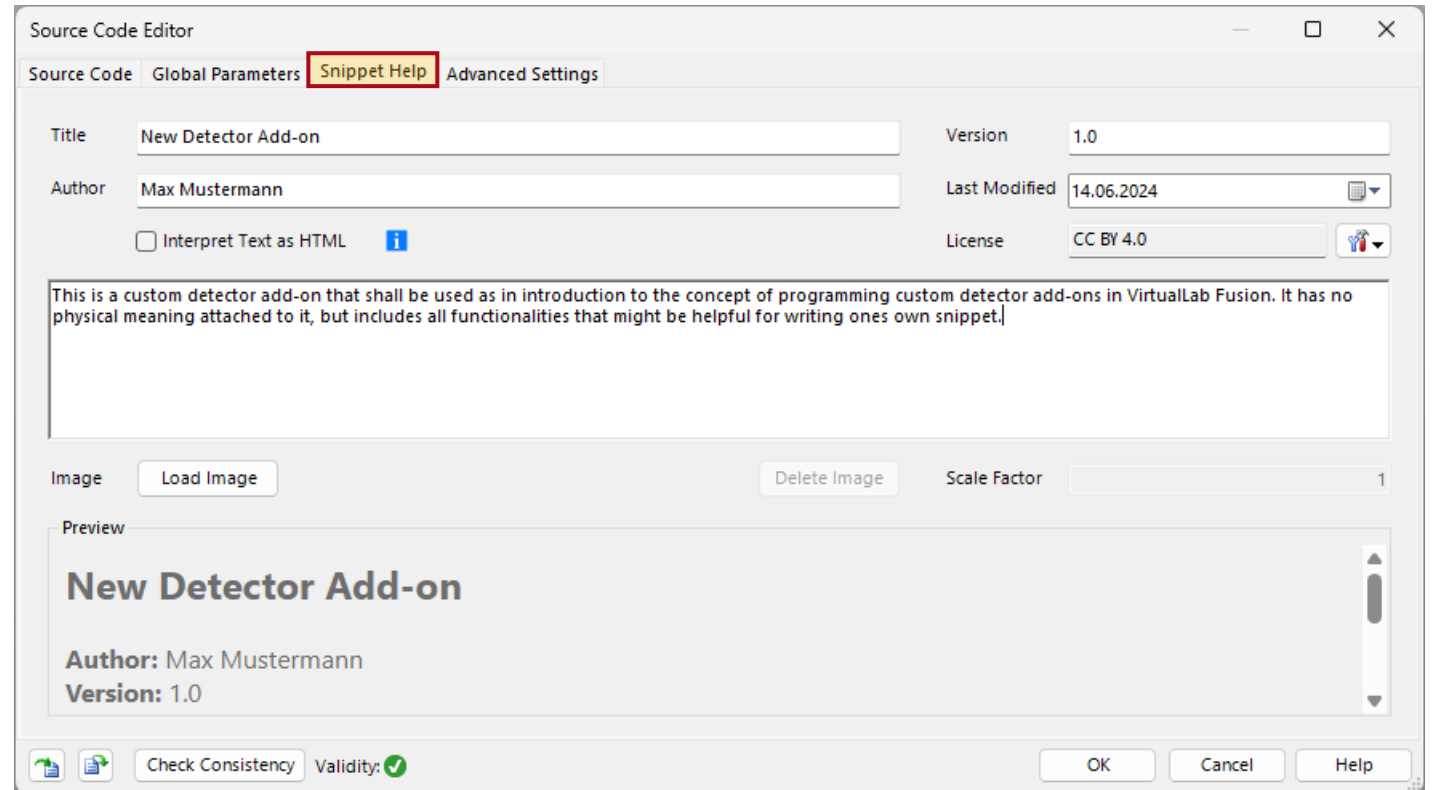 Source Code Editor
Source Code Global Parameters Snippet Help Advanced Settings
Title New Detector Add-on Version 1.0
Author Max Mustermann Last Modified 14.06.2024
Interpret Text as HTML i License CC BY 4.0
This is a custom detector add-on that shall be used as in introduction to the concept of programming custom detector add-ons in VirtualLab Fusion. It has no
physical meaning attached to it, but includes all functionalities that might be helpful for writing ones own snippet.
Image Load Image Delete Image Scale Factor 1
Preview
New Detector Add-on
Author: Max Mustermann
Version: 1.0
Check Consistency Validity: OK Cancel Help